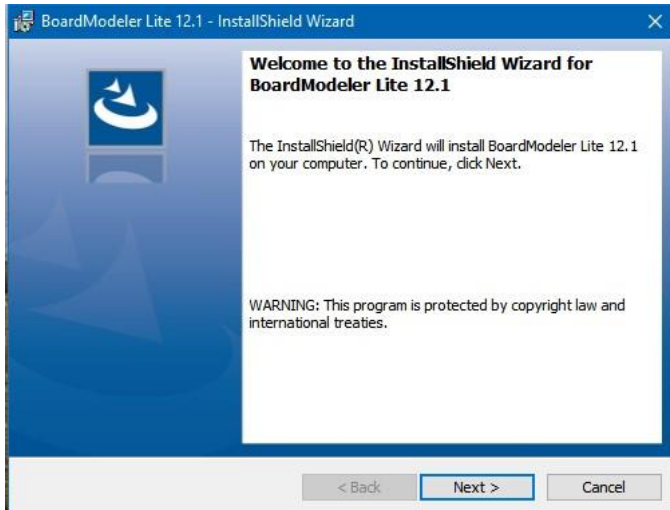 BoardModeler Lite 12.1 - InstallShield Wizard
Welcome to the InstallShield Wizard for
BoardModeler Lite 12.1
The InstallShield(R) Wizard will install BoardModeler Lite 12.1
on your computer. To continue, click Next.
WARNING: This program is protected by copyright law and
international treaties.
< Back
Next >
Cancel